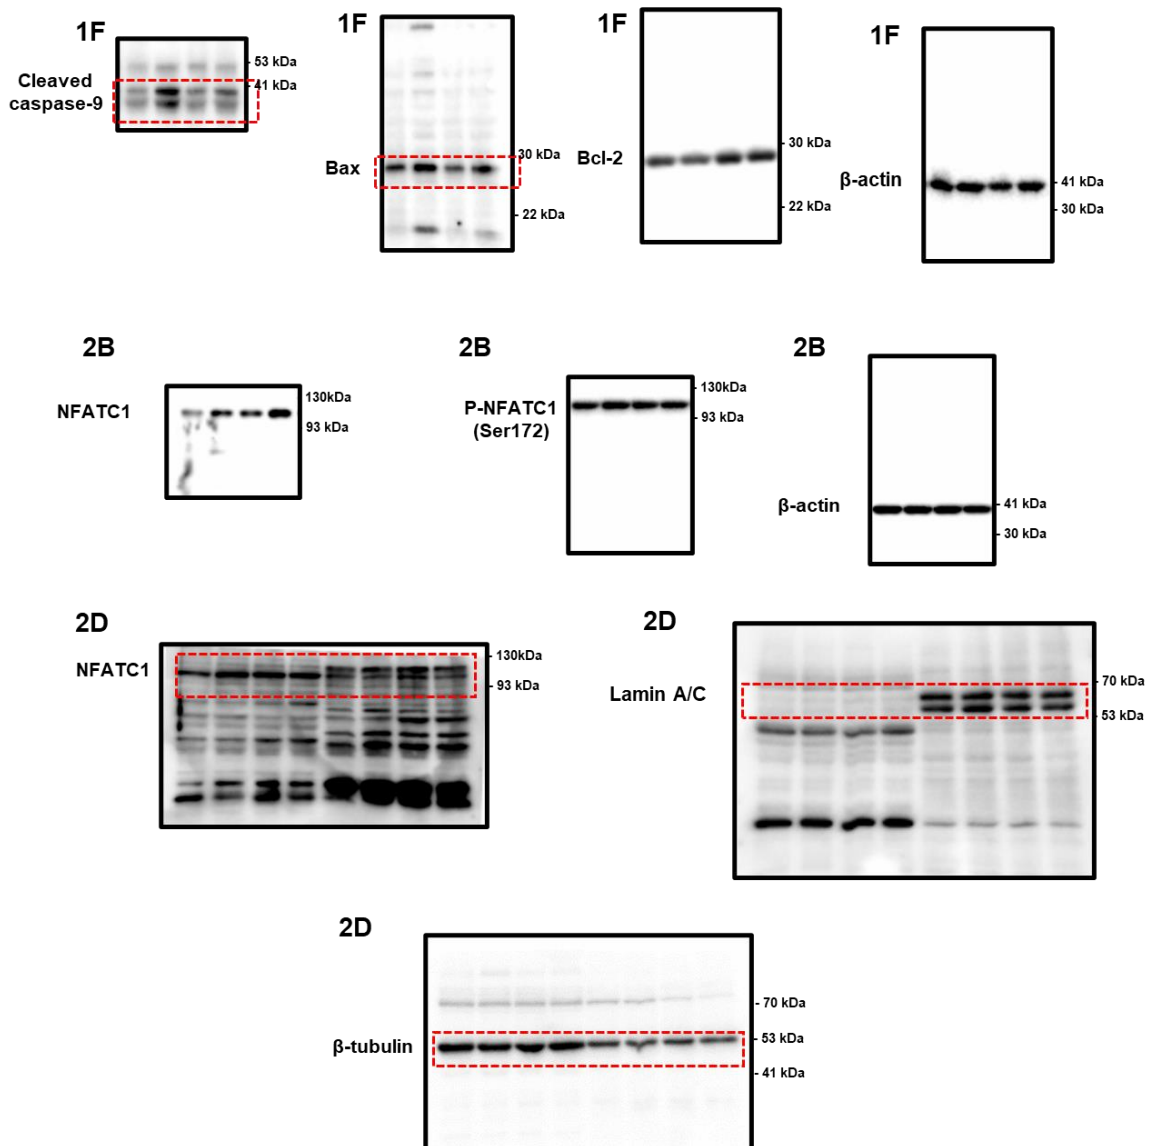 1F
Cleaved
caspase-9
53 kDa
41 kDa
1F
Bax
30 kDa
- 22 kDa
1F
Bcl-2
30 kDa
22 kDa
1F
β-actin
- 41 kDa
- 30 kDa
2B
NFATC1
130kDa
93 kDa
2B
P-NFATC1
(Ser172)
- 130kDa
- 93 kDa
2B
β-actin
- 41 kDa
- 30 kDa
2D
NFATC1
- 130kDa
- 93 kDa
2D
Lamin A/C
- 70 kDa
53 kDa
2D
β-tubulin
- 70 kDa
- 53 kDa
- 41 kDa